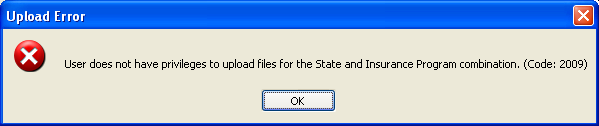 Upload Error
User does not have privileges to upload files for the State and Insurance Program combination. (Code: 2009)
OK